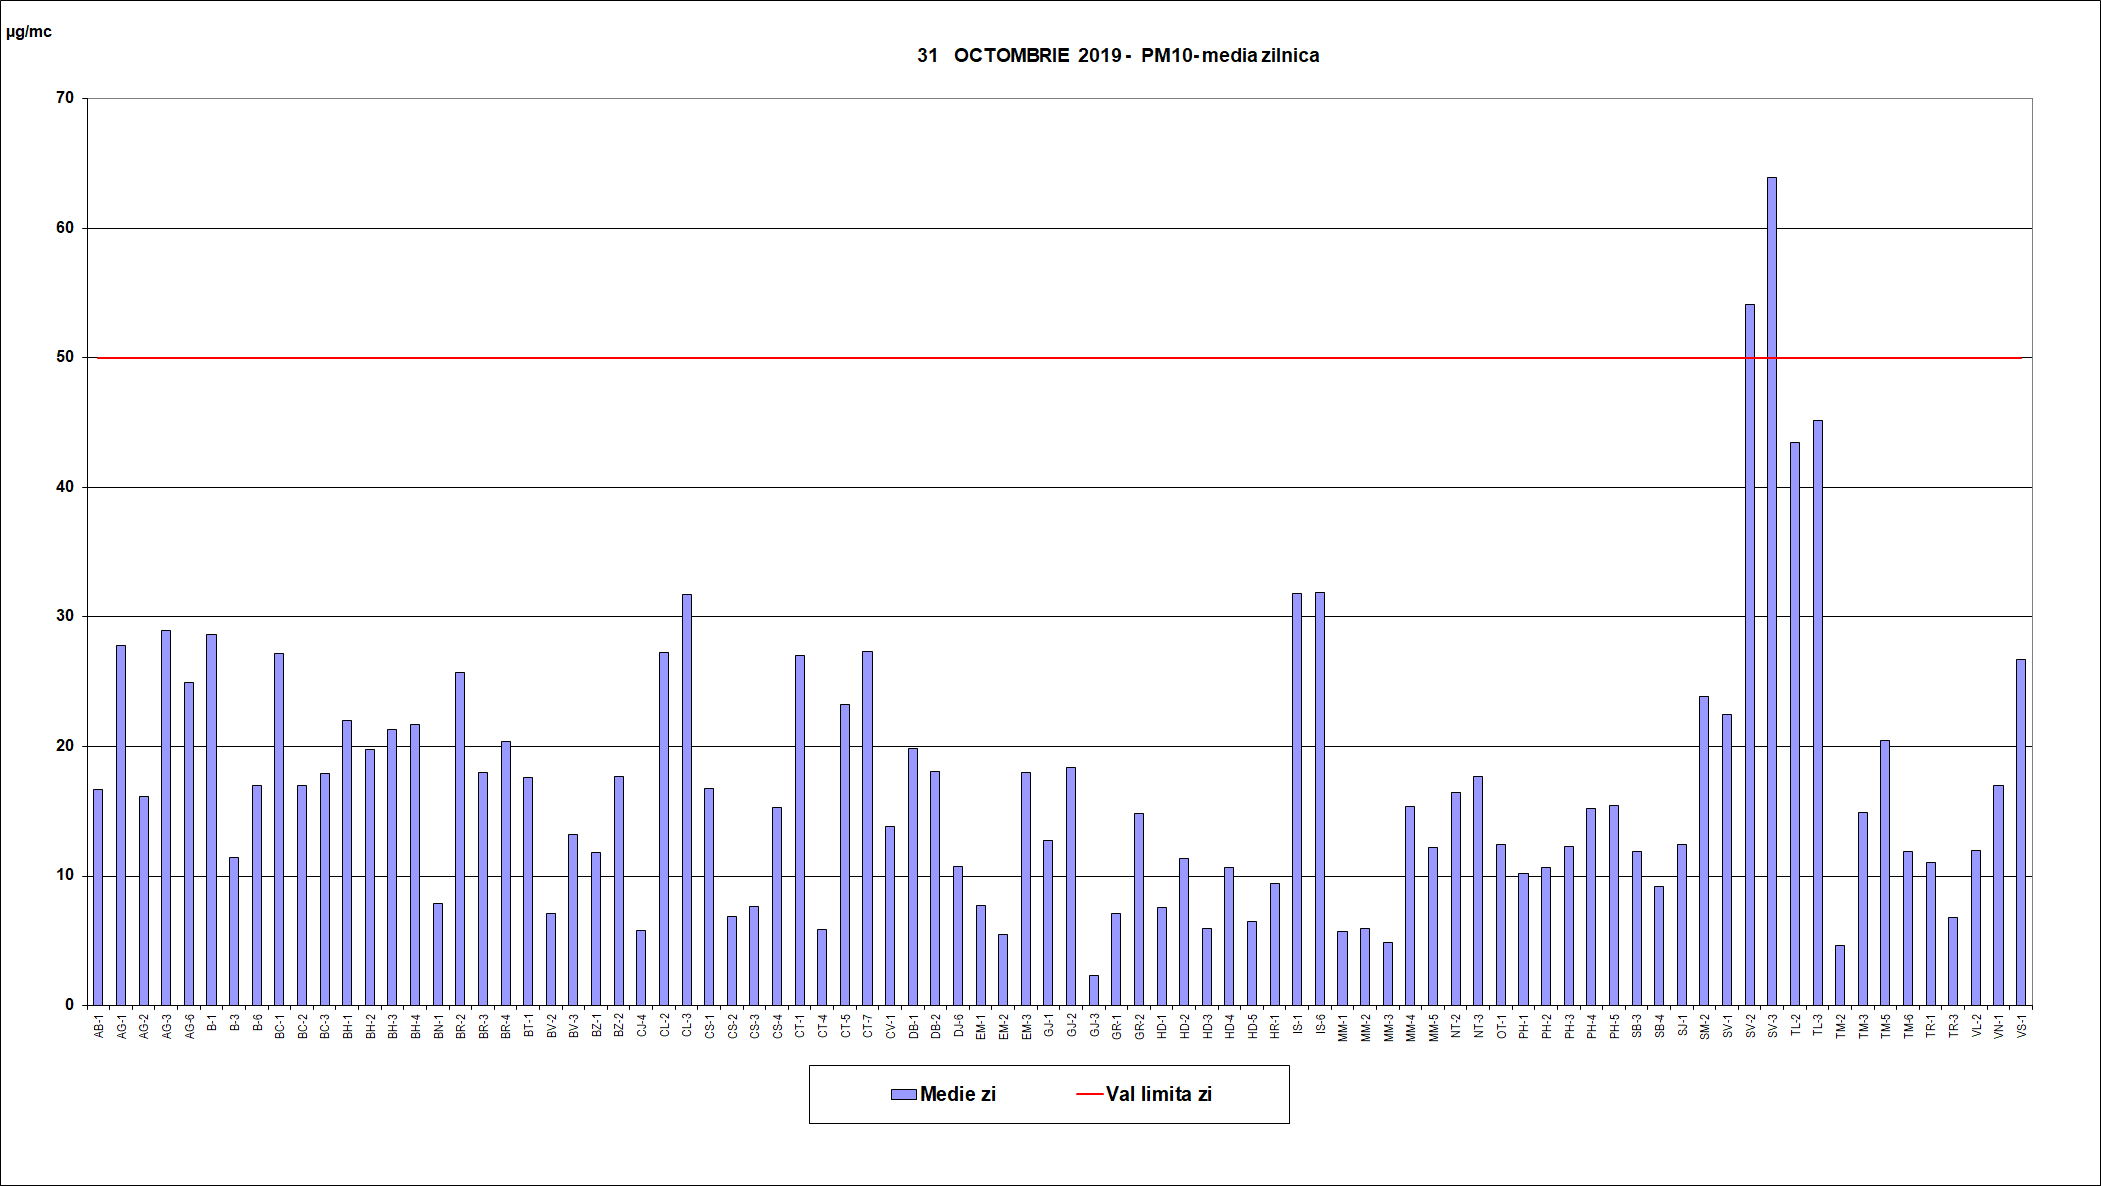 µg/mc
31 OCTOMBRIE 2019 - PM10- media zilnica
70
60
50
40
30
20
10
0
AB-1 AG-1 AG-2 AG-3 AG-6 B-1 B-3 B-6 BC-1 BC-2 BC-3 BH-1 BH-2 BH-3 BH-4 BN-1 BR-2 BR-3 BR-4 BT-1 BV-2 BV-3 BZ-1 BZ-2 CJ-4 CL-2 CL-3 CS-1 CS-2 CS-3 CS-4 CT-1 CT-4 CT-5 CT-7 CV-1 DB-1 DB-2 DJ-6 EM-1 EM-2 EM-3 GJ-1 GJ-2 GJ-3 GR-1 GR-2 HD-1 HD-2 HD-3 HD-4 HD-5 HR-1 IS-1 IS-6 MM-1 MM-2 MM-3 MM-4 MM-5 NT-2 NT-3 OT-1 PH-1 PH-2 PH-3 PH-4 PH-5 SB-3 SB-4 SJ-1 SM-2 SV-1 SV-2 SV-3 TL-2 TL-3 TM-2 TM-3 TM-5 TM-6 TR-1 TR-3 VL-2 VN-1 VS-1
Medie zi Val limita zi